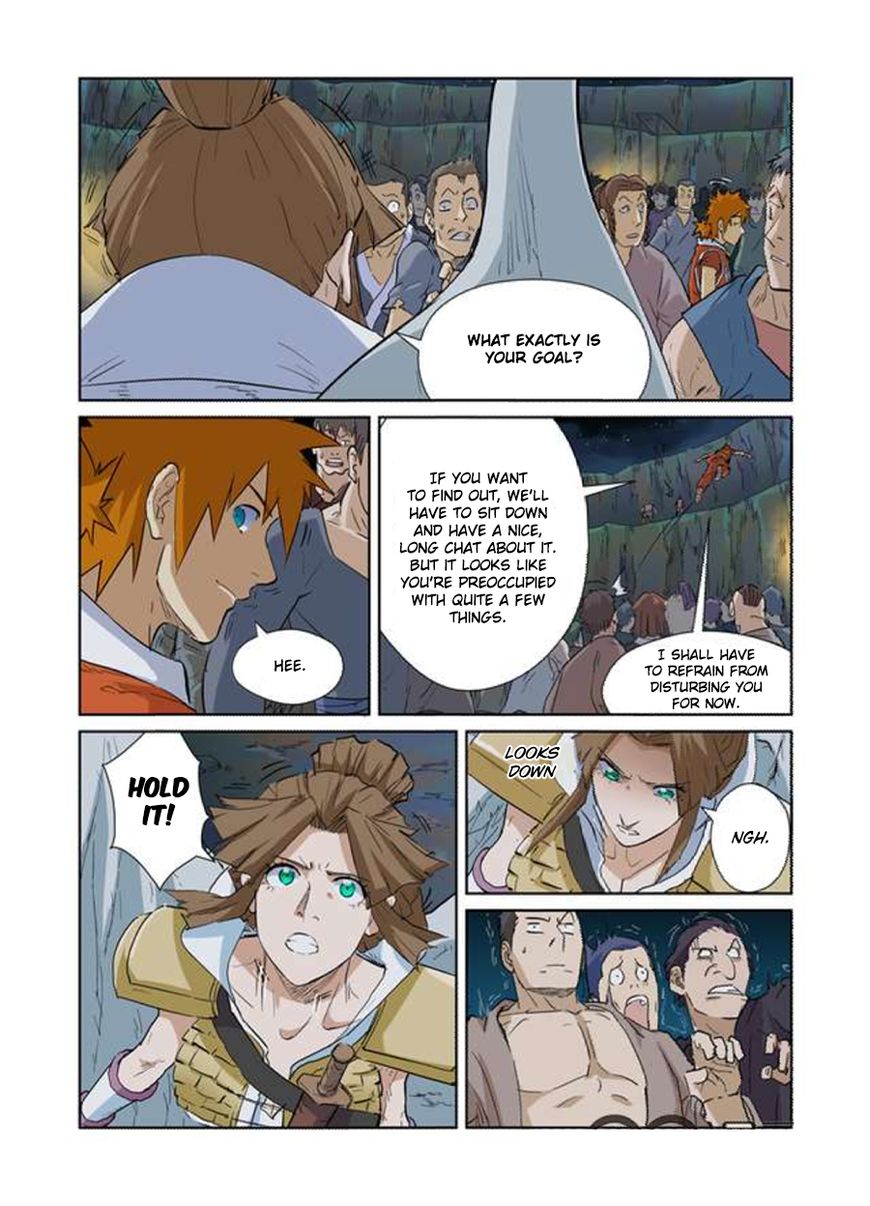 WHAT EXACTLY IS
YOUR GOAL?
HEE.
IF YOU WANT
TO FIND OUT, WE'LL
HAVE TO SIT DOWN
AND HAVE A NICE,
LONG CHAT ABOUT IT.
BUT IT LOOKS LIKE
YOU'RE PREOCCUPIED
WITH QUITE A FEW
THINGS.
I SHALL HAVE
TO REFRAIN FROM
DISTURBING YOU
FOR NOW.
HOLD
IT!
LOOKS
DOWN
NGH.